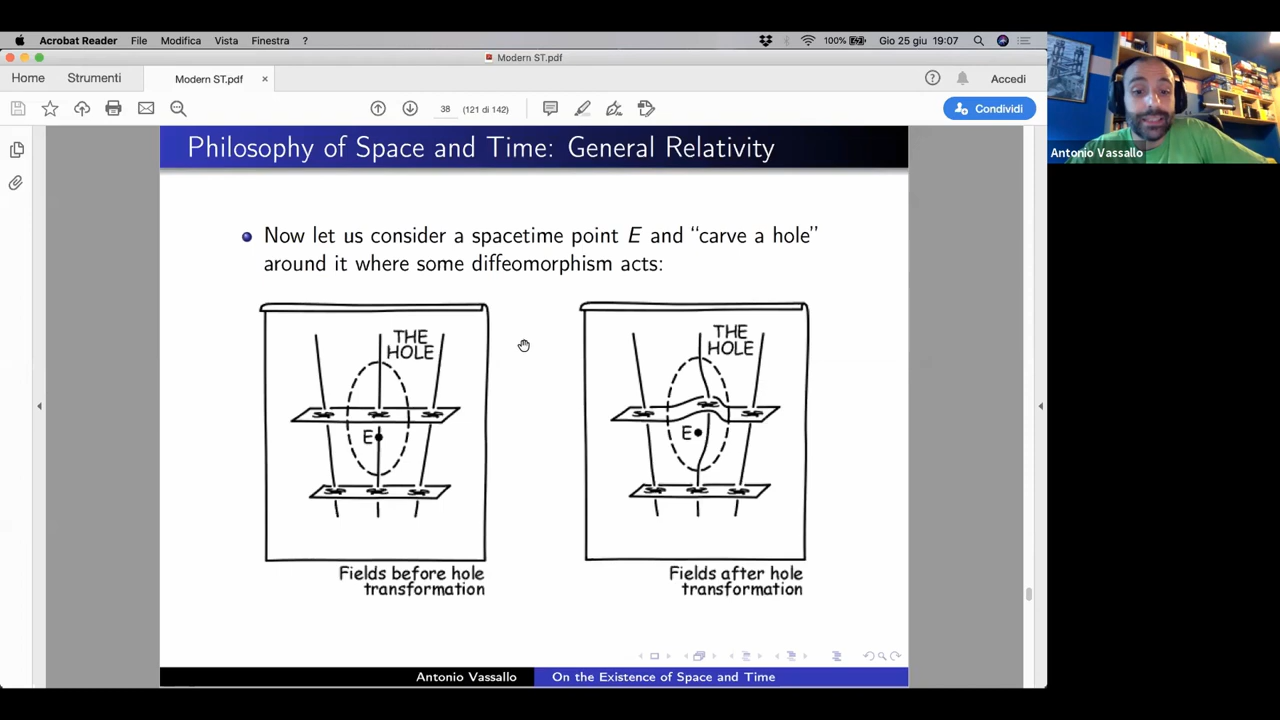 Acrobat Reader File Modifica Vista Finestra ? 100% Gio 25 giu 19:07
Modern ST.pdf
Home Strumenti Modern ST.pdf × ? Accedi
38 (121 di 142) Condividi
Philosophy of Space and Time: General Relativity
Now let us consider a spacetime point E and “carve a hole”
around it where some diffeomorphism acts:
THE
HOLE
E
Fields before hole
transformation
THE
HOLE
E
Fields after hole
transformation
Antonio Vassallo On the Existence of Space and Time
Antonio Vassallo